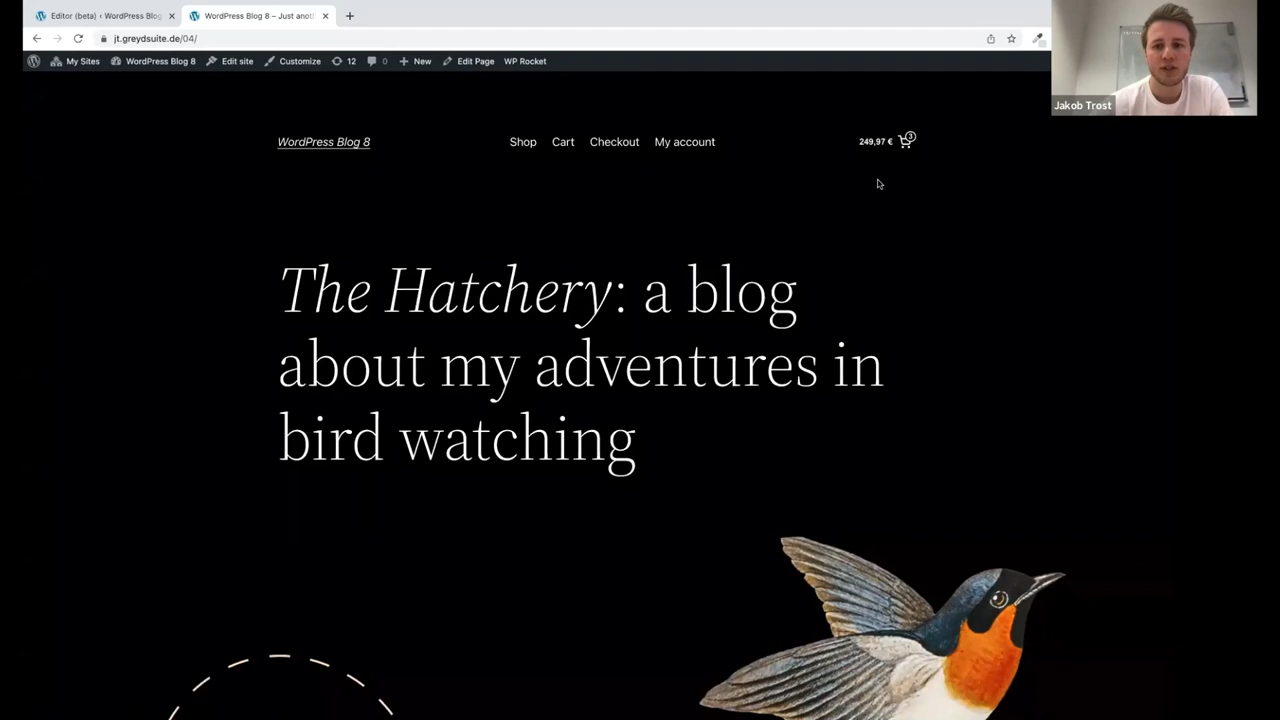 Editor (beta) ‹ WordPress Blog
WordPress Blog 8 – Just anot
jt.greydsuite.de/04/
My Sites WordPress Blog 8 Edit site Customize 12 0 New Edit Page WP Rocket
Jakob Trost
WordPress Blog 8 Shop Cart Checkout My account 249,97 € 3
The Hatchery: a blog
about my adventures in
bird watching